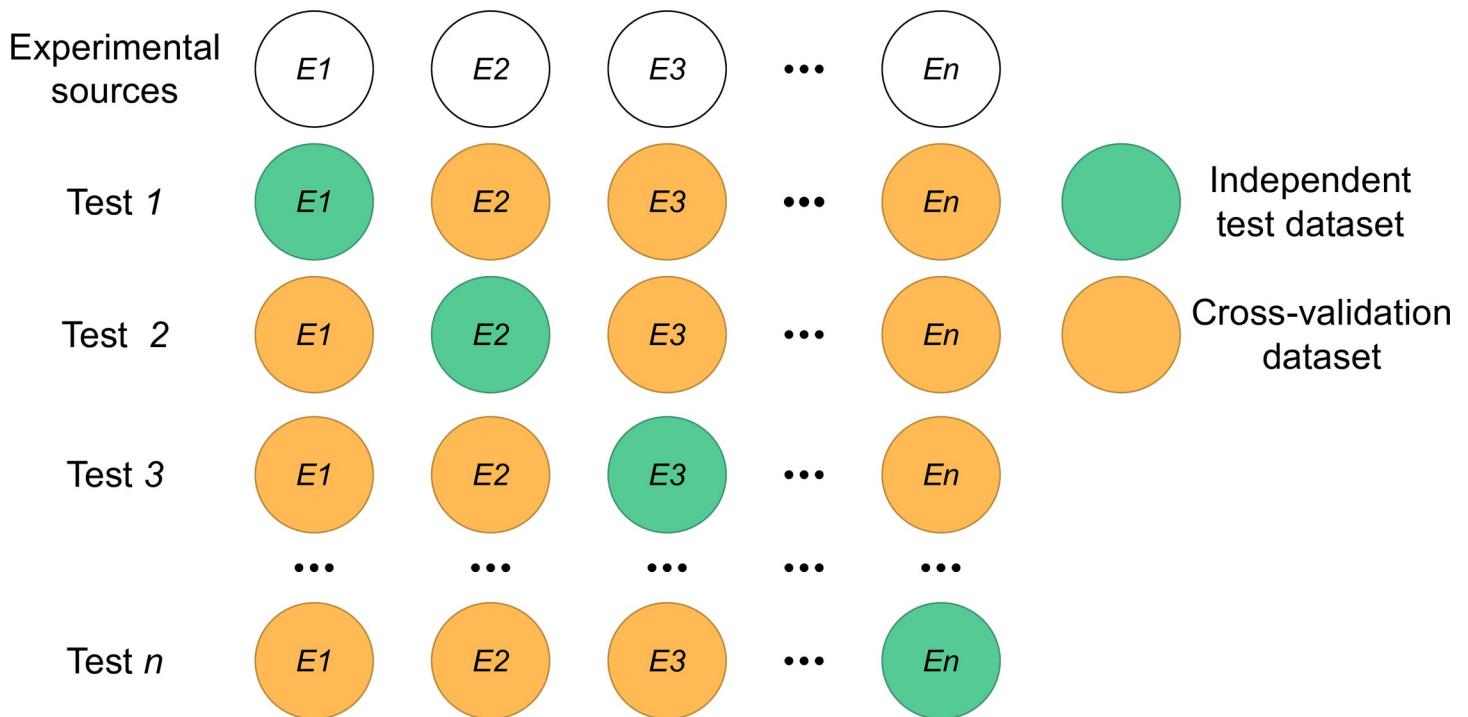 Experimental
sources
E1 E2 E3 ... En
Test 1 E1 E2 E3 ... En
Independent
test dataset
Test 2 E1 E2 E3 ... En
Cross-validation
dataset
Test 3 E1 E2 E3 ... En
... ... ... ... ...
Test n E1 E2 E3 ... En